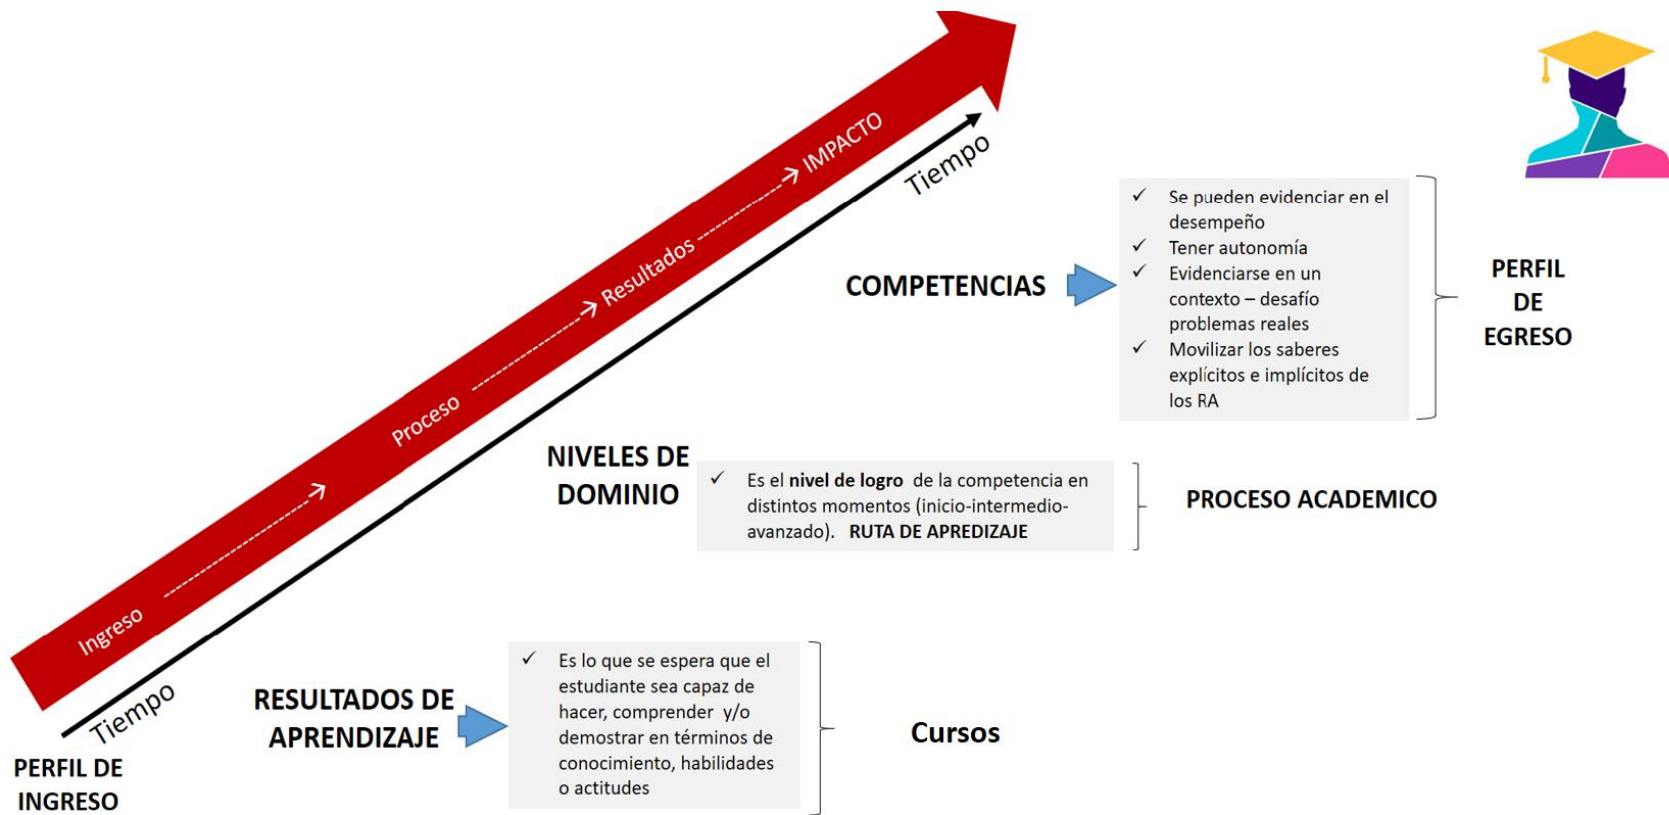 IMPACTO
Resultados
Proceso
Ingreso
Tiempo
Tiempo
PERFIL DE
INGRESO
COMPETENCIAS
✓ Se pueden evidenciar en el
desempeño
✓ Tener autonomía
✓ Evidenciarse en un
contexto – desafío
problemas reales
✓ Movilizar los saberes
explícitos e implícitos de
los RA
PERFIL
DE
EGRESO
NIVELES DE
DOMINIO
✓ Es el nivel de logro de la competencia en
distintos momentos (inicio-intermedio-
avanzado). RUTA DE APREDIZAJE
PROCESO ACADEMICO
RESULTADOS DE
APRENDIZAJE
✓ Es lo que se espera que el
estudiante sea capaz de
hacer, comprender y/o
demostrar en términos de
conocimiento, habilidades
o actitudes
Cursos